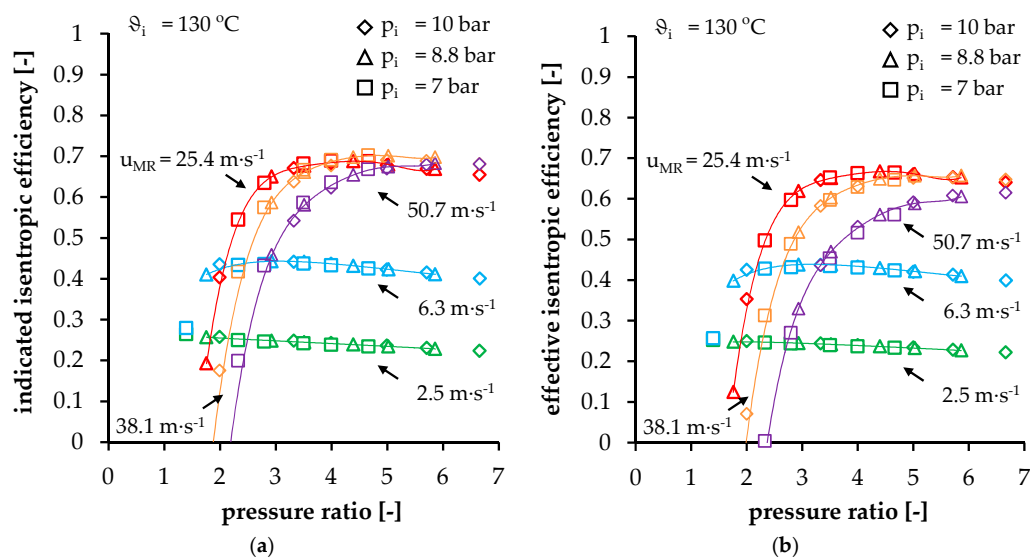 ϑi = 130 ºC
pi = 10 bar
pi = 8.8 bar
pi = 7 bar
uMR = 25.4 m·s-1
50.7 m·s-1
6.3 m·s-1
2.5 m·s-1
38.1 m·s-1
indicated isentropic efficiency [-]
1
0.9
0.8
0.7
0.6
0.5
0.4
0.3
0.2
0.1
0
0 1 2 3 4 5 6 7
pressure ratio [-]
(a)
ϑi = 130 ºC
pi = 10 bar
pi = 8.8 bar
pi = 7 bar
uMR = 25.4 m·s-1
50.7 m·s-1
6.3 m·s-1
2.5 m·s-1
38.1 m·s-1
effective isentropic efficiency [-]
1
0.9
0.8
0.7
0.6
0.5
0.4
0.3
0.2
0.1
0
0 1 2 3 4 5 6 7
pressure ratio [-]
(b)